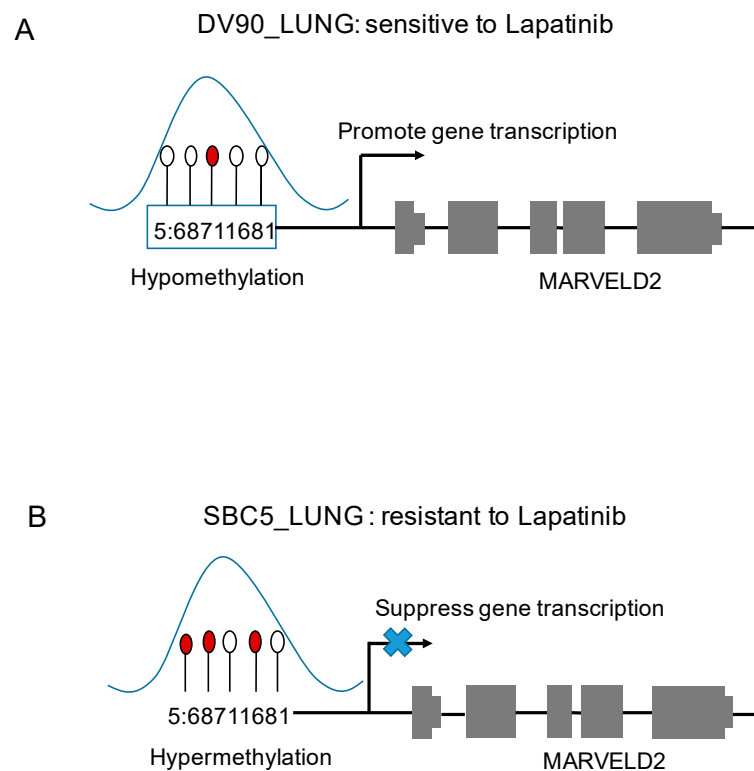 A
DV90_LUNG: sensitive to Lapatinib
Promote gene transcription
5:68711681
Hypomethylation
MARVELD2
B
SBC5_LUNG : resistant to Lapatinib
Suppress gene transcription
5:68711681
Hypermethylation
MARVELD2